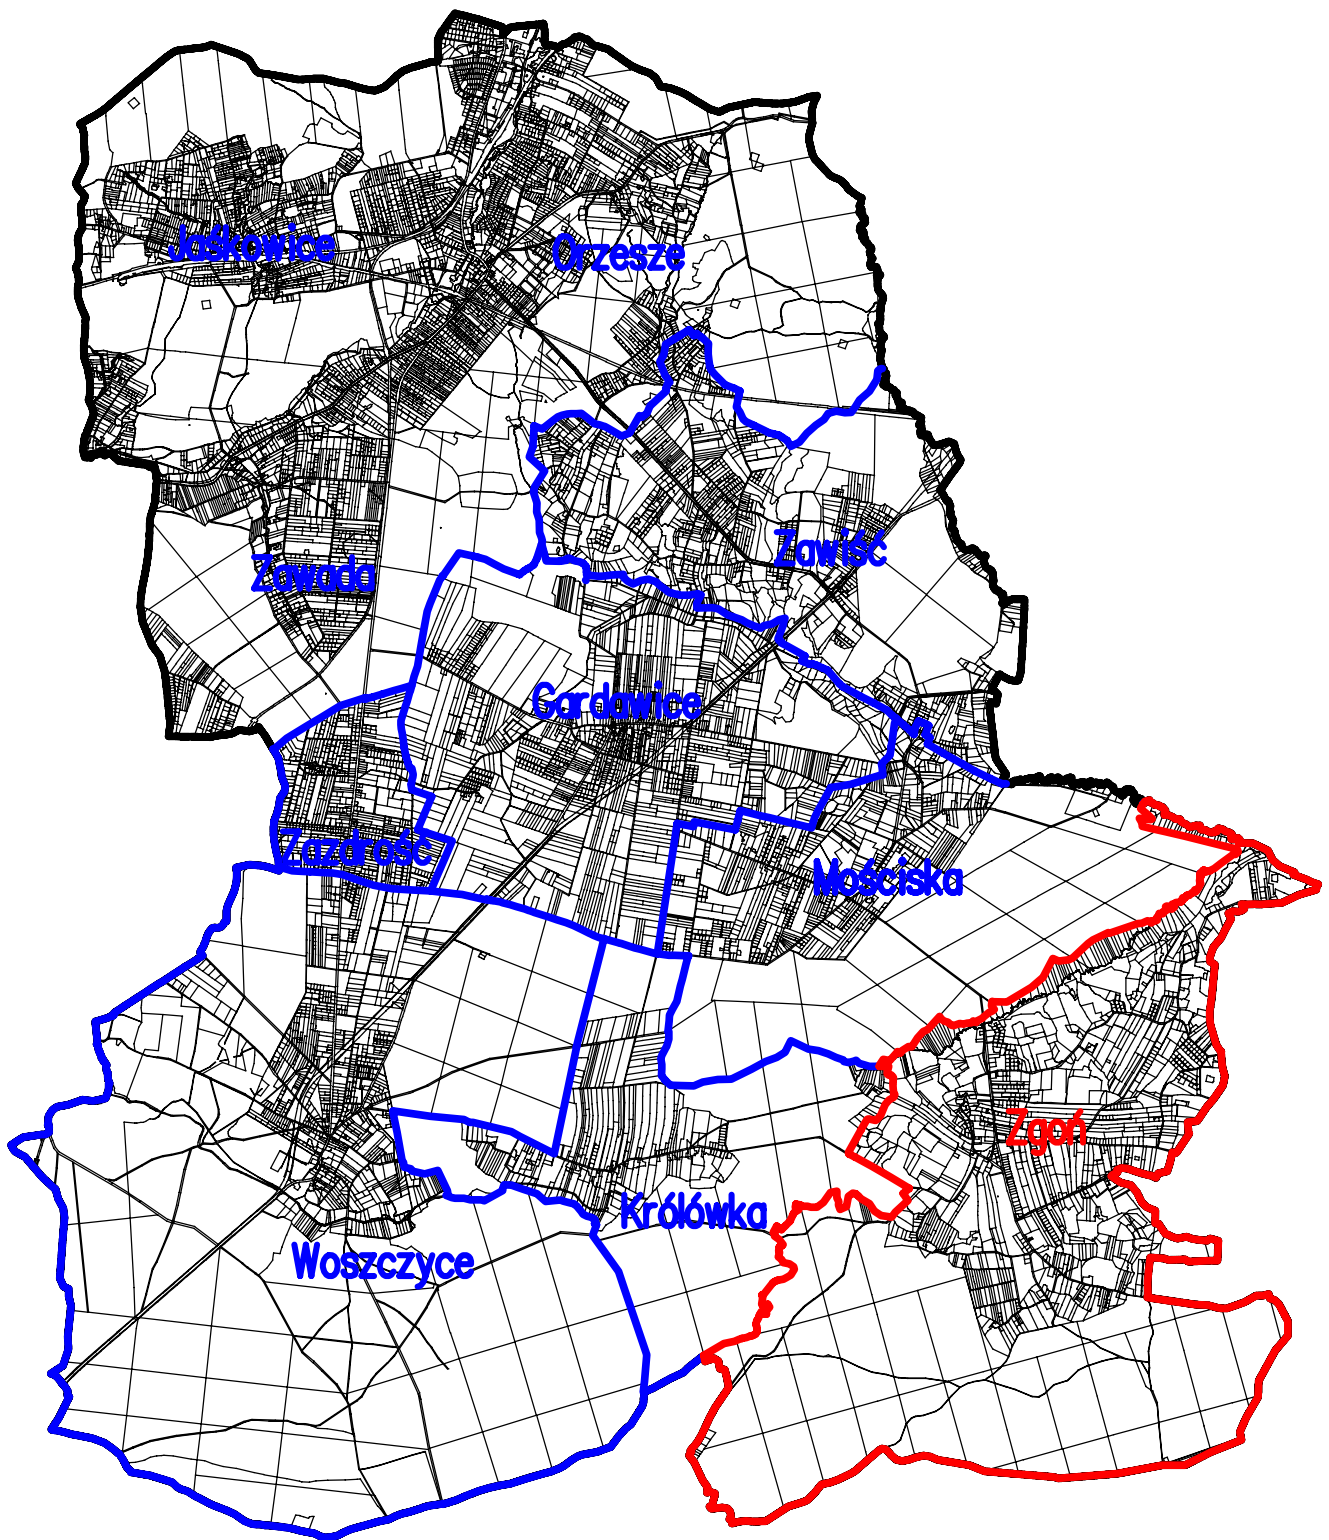 Jaśkowice
Orzesze
Zawiść
Zawada
Gardawice
Zazdrość
Mościska
Zgoń
Królówka
Woszczyce